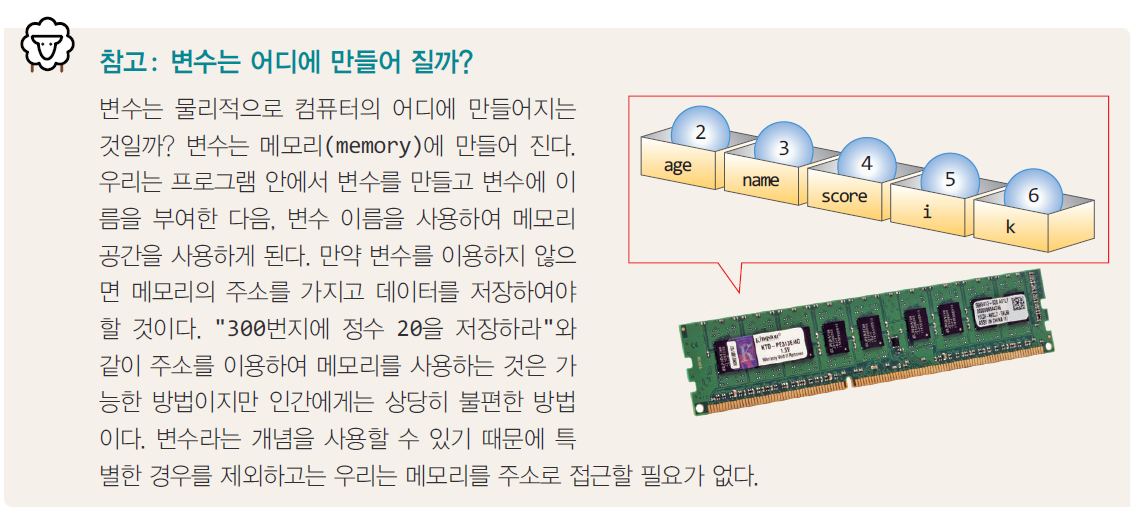 참고: 변수는 어디에 만들어 질까?
변수는 물리적으로 컴퓨터의 어디에 만들어지는
것일까? 변수는 메모리(memory)에 만들어 진다.
우리는 프로그램 안에서 변수를 만들고 변수에 이
름을 부여한 다음, 변수 이름을 사용하여 메모리
공간을 사용하게 된다. 만약 변수를 이용하지 않으
면 메모리의 주소를 가지고 데이터를 저장하여야
할 것이다. "300번지에 정수 20을 저장하라"와
같이 주소를 이용하여 메모리를 사용하는 것은 가
능한 방법이지만 인간에게는 상당히 불편한 방법
이다. 변수라는 개념을 사용할 수 있기 때문에 특
별한 경우를 제외하고는 우리는 메모리를 주소로 접근할 필요가 없다.
2
age
3
name
4
score
5
i
6
k
Kingston